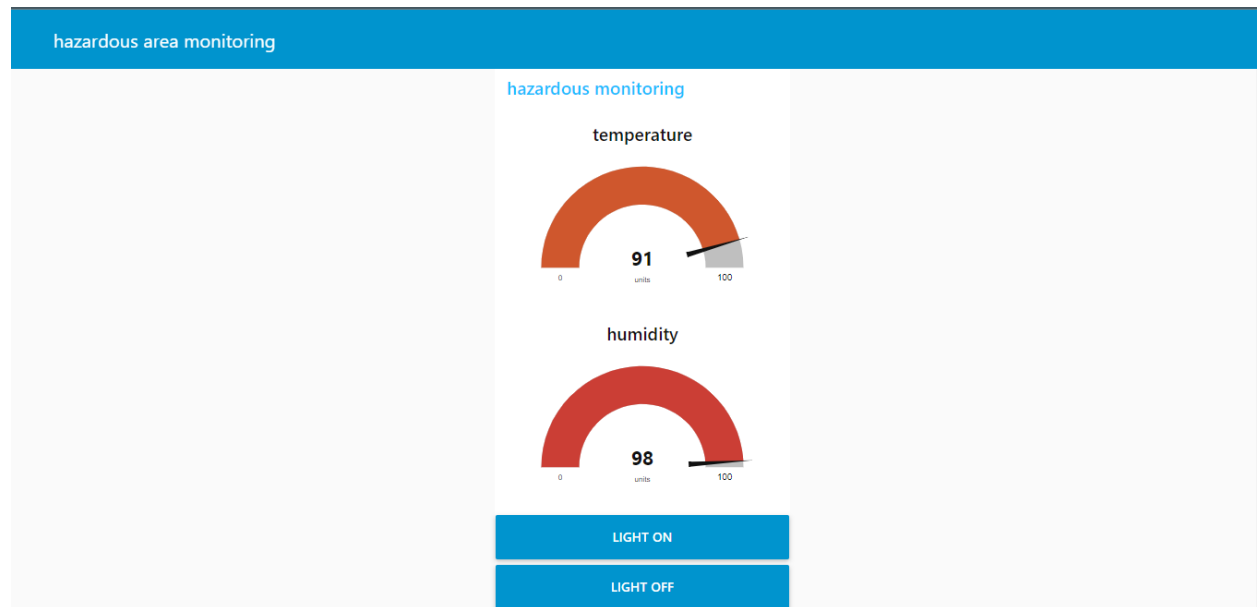 hazardous area monitoring
hazardous monitoring
temperature
91
units
0
100
humidity
98
units
0
100
LIGHT ON
LIGHT OFF